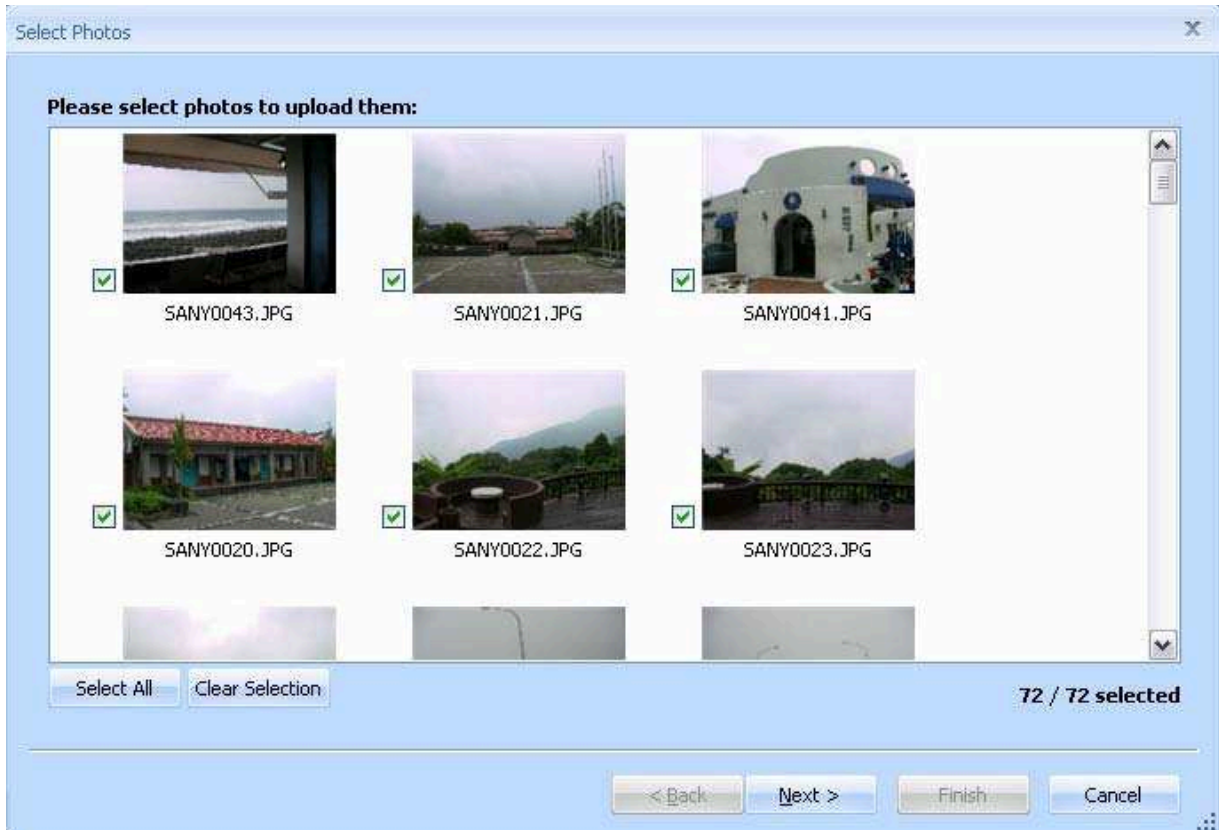 Select Photos
Please select photos to upload them:
SANY0043.JPG
SANY0021.JPG
SANY0041.JPG
SANY0020.JPG
SANY0022.JPG
SANY0023.JPG
Select All
Clear Selection
72 / 72 selected
< Back
Next >
Finish
Cancel